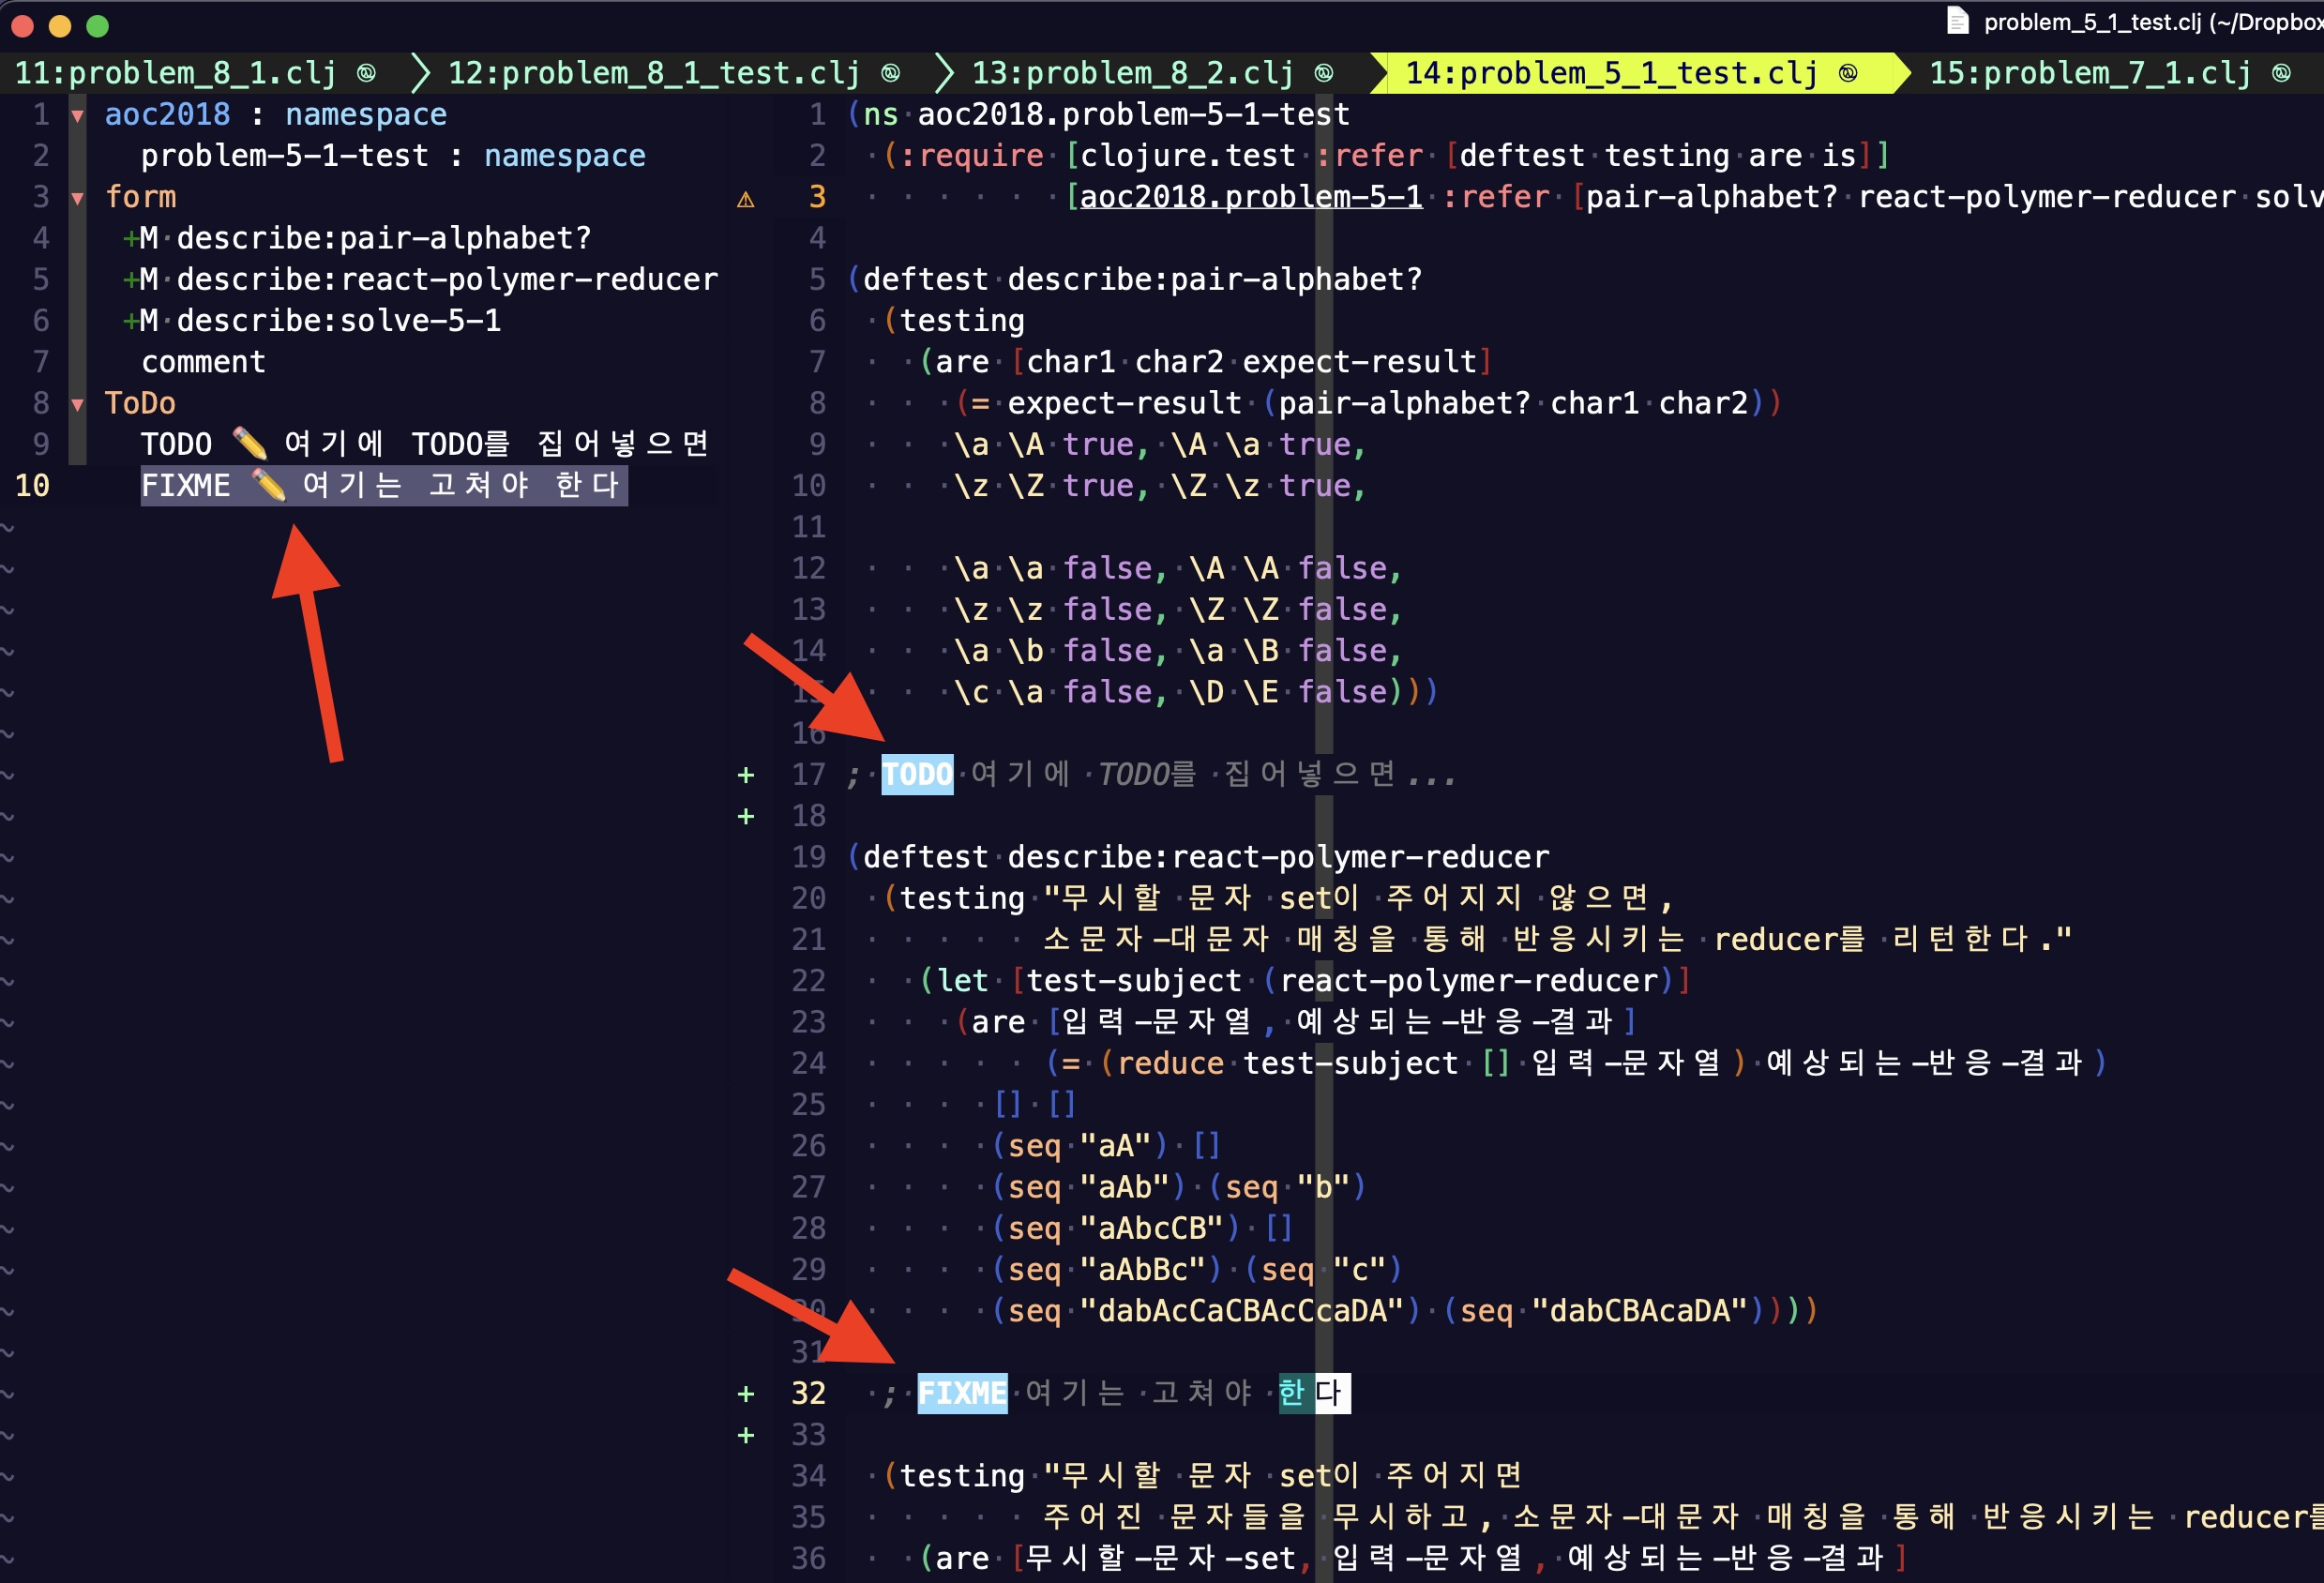 problem_5_1_test.clj (~/Dropbox
11:problem_8_1.clj @ 12:problem_8_1_test.clj @ 13:problem_8_2.clj @ 14:problem_5_1_test.clj @ 15:problem_7_1.clj @
1 ▼ aoc2018 : namespace
2 problem-5-1-test : namespace
3 ▼ form
4 +M describe:pair-alphabet?
5 +M describe:react-polymer-reducer
6 +M describe:solve-5-1
7 comment
8 ▼ ToDo
9 TODO ✏️ 여기에 TODO를 집어넣으면
10 FIXME ✏️ 여기는 고쳐야 한다
1 (ns aoc2018.problem-5-1-test
2 (:require [clojure.test :refer [deftest testing are is]]
⚠ 3 [aoc2018.problem-5-1 :refer [pair-alphabet? react-polymer-reducer solv
4
5 (deftest describe:pair-alphabet?
6 (testing
7 (are [char1 char2 expect-result]
8 (= expect-result (pair-alphabet? char1 char2))
9 \a \A true, \A \a true,
10 \z \Z true, \Z \z true,
11
12 \a \a false, \A \A false,
13 \z \z false, \Z \Z false,
14 \a \b false, \a \B false,
15 \c \a false, \D \E false)))
16
+ 17 ; TODO 여기에 TODO를 집어넣으면...
+ 18
19 (deftest describe:react-polymer-reducer
20 (testing "무시할 문자 set이 주어지지 않으면,
21 소문자-대문자 매칭을 통해 반응시키는 reducer를 리턴한다."
22 (let [test-subject (react-polymer-reducer)]
23 (are [입력-문자열, 예상되는-반응-결과]
24 (= (reduce test-subject [] 입력-문자열) 예상되는-반응-결과)
25 [] []
26 (seq "aA") []
27 (seq "aAb") (seq "b")
28 (seq "aAbcCB") []
29 (seq "aAbBc") (seq "c")
30 (seq "dabAcCaCBAcCcaDA") (seq "dabCBAcaDA"))))
31
+ 32 ; FIXME 여기는 고쳐야 한다
+ 33
34 (testing "무시할 문자 set이 주어지면
35 주어진 문자들을 무시하고, 소문자-대문자 매칭을 통해 반응시키는 reducer를
36 (are [무시할-문자-set, 입력-문자열, 예상되는-반응-결과]